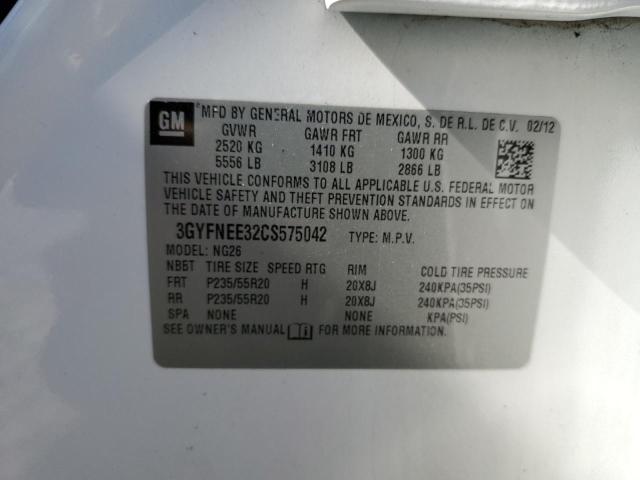 GM
®MFD BY GENERAL MOTORS DE MEXICO, S. DE R.L. DE C.V. 02/12
GVWR GAWR FRT GAWR RR
2520 KG 1410 KG 1300 KG
5556 LB 3108 LB 2866 LB
THIS VEHICLE CONFORMS TO ALL APPLICABLE U.S. FEDERAL MOTOR
VEHICLE SAFETY AND THEFT PREVENTION STANDARDS IN EFFECT ON
DATE OF MANUFACTURE SHOWN ABOVE.
3GYFNEE32CS575042 TYPE: M.P.V.
MODEL: NG26
NB5T TIRE SIZE SPEED RTG RIM COLD TIRE PRESSURE
FRT P235/55R20 H 20X8J 240KPA(35PSI)
RR P235/55R20 H 20X8J 240KPA(35PSI)
SPA NONE NONE KPA(PSI)
SEE OWNER'S MANUAL FOR MORE INFORMATION.